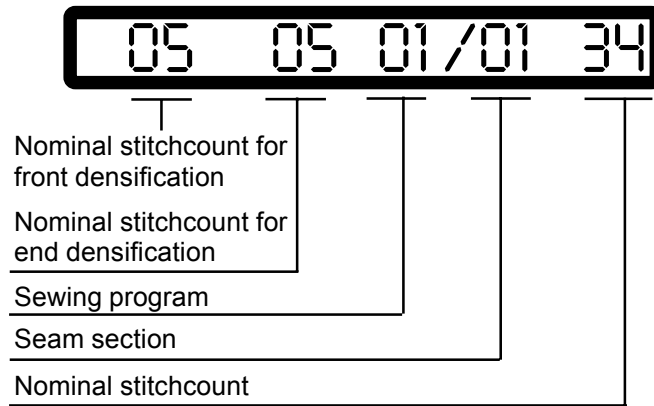 05 05 01/01 34
Nominal stitchcount for
front densification
Nominal stitchcount for
end densification
Sewing program
Seam section
Nominal stitchcount